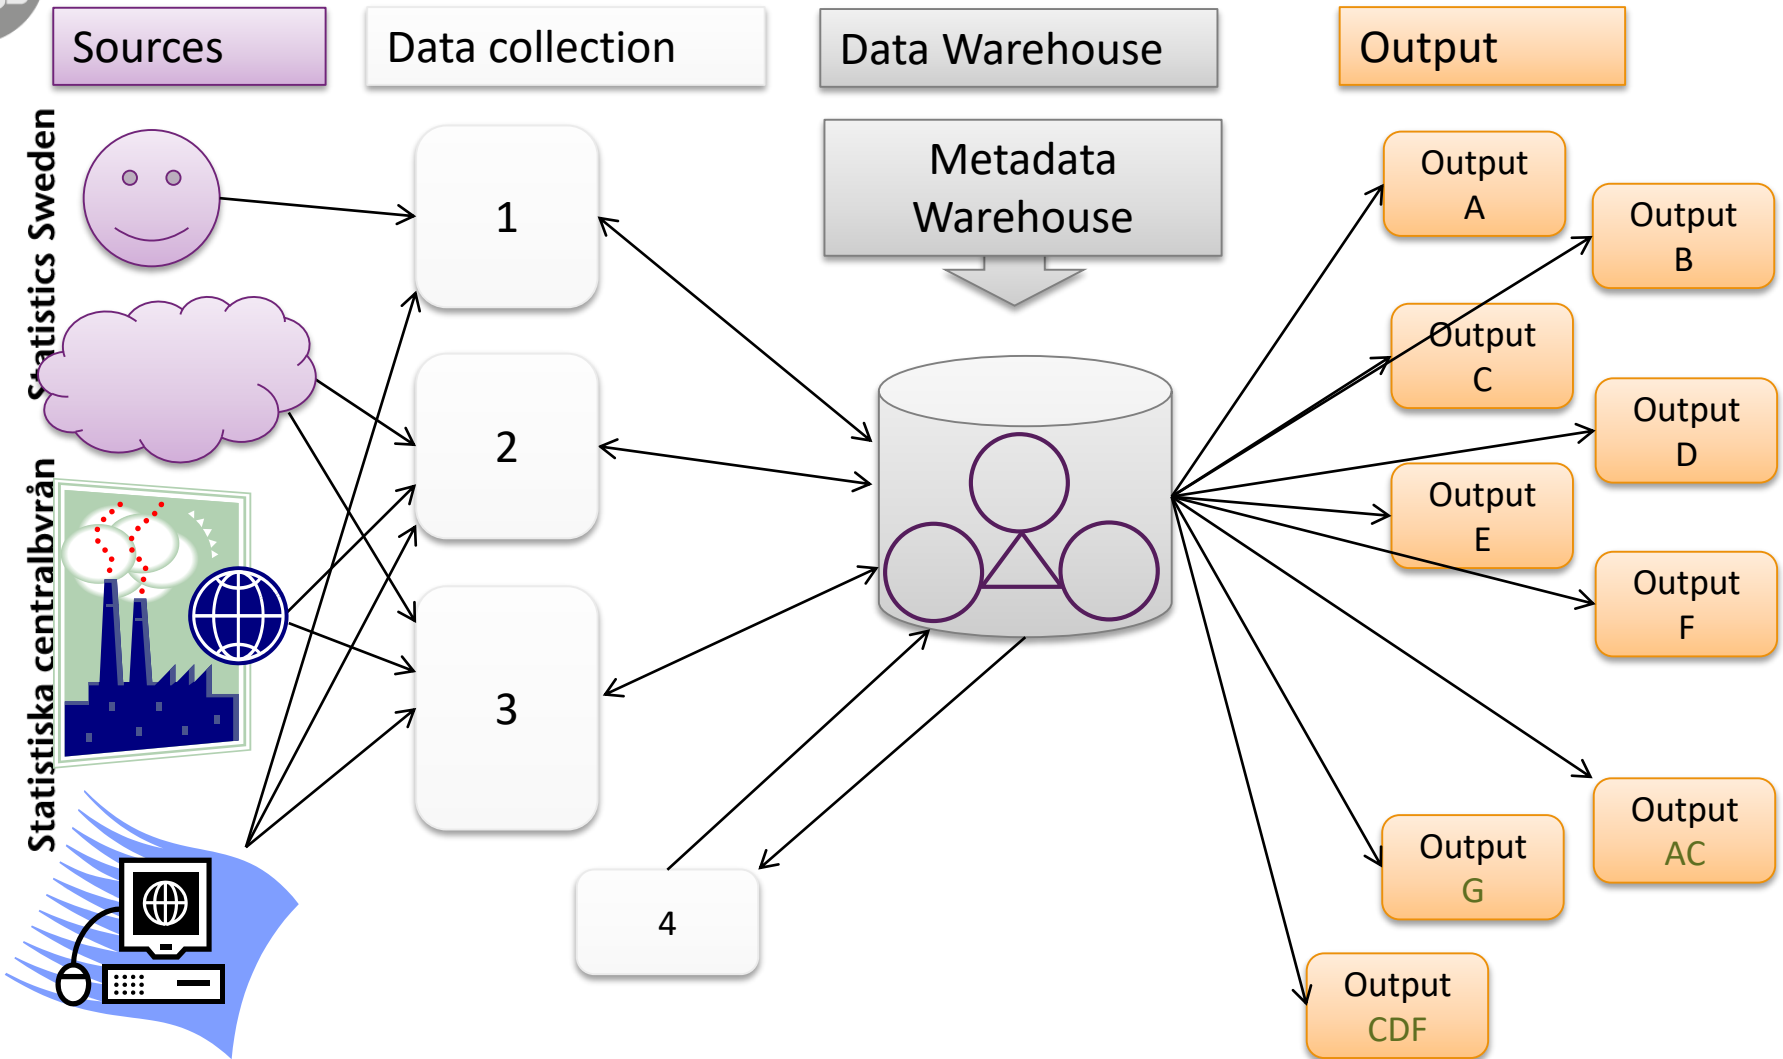 Sources
Data collection
Data Warehouse
Output
Statistics Sweden
Statistiska centralbyrån
Metadata
Warehouse
1
2
3
4
Output
A
Output
B
Output
C
Output
D
Output
E
Output
F
Output
AC
Output
G
Output
CDF